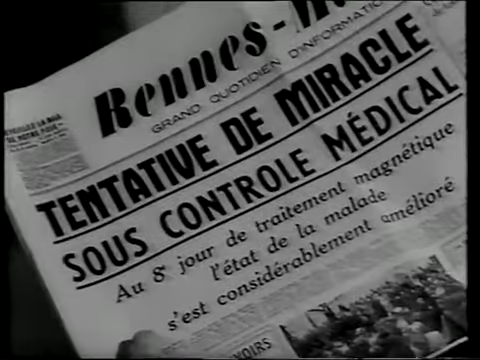 Rennes-
GRAND QUOTIDIEN D'INFORMATION
TENTATIVE DE MIRACLE
SOUS CONTROLE MÉDICAL
Au 8e jour de traitement magnétique
l'état de la malade
s'est considérablement amélioré